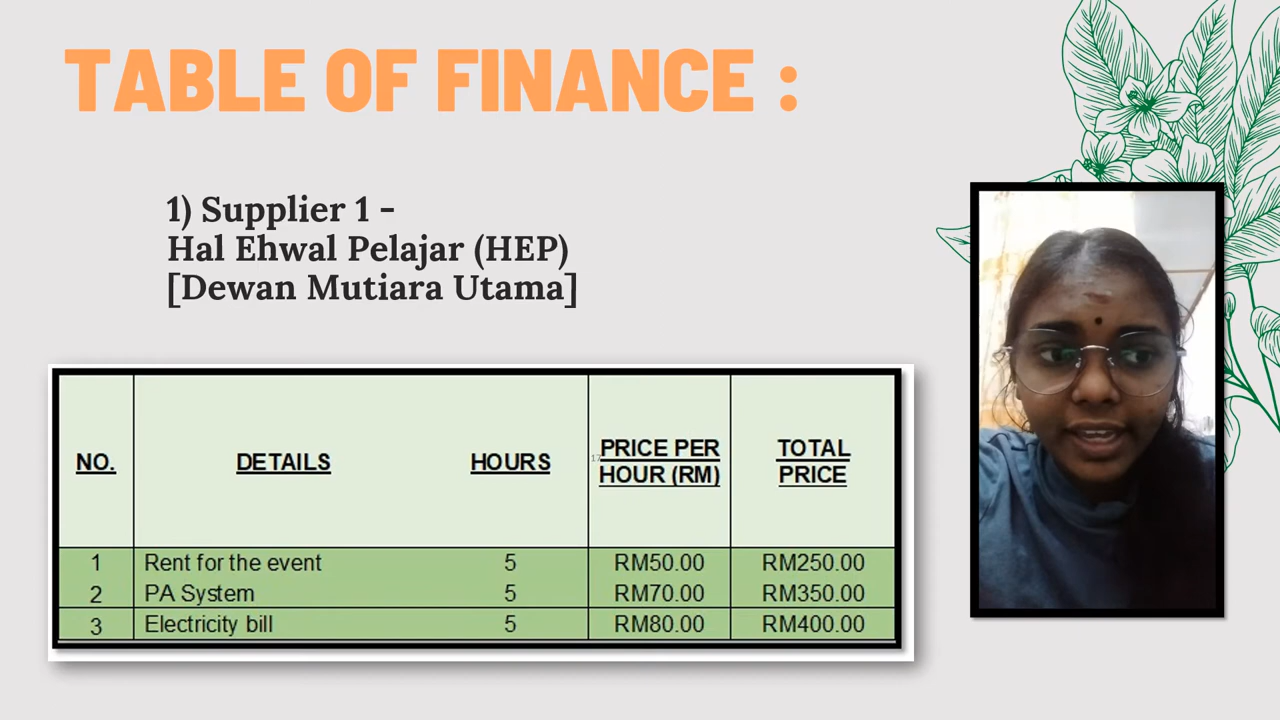 TABLE OF FINANCE :
1) Supplier 1 -
Hal Ehwal Pelajar (HEP)
[Dewan Mutiara Utama]
NO. DETAILS HOURS PRICE PER HOUR (RM) TOTAL PRICE
1 Rent for the event 5 RM50.00 RM250.00
2 PA System 5 RM70.00 RM350.00
3 Electricity bill 5 RM80.00 RM400.00